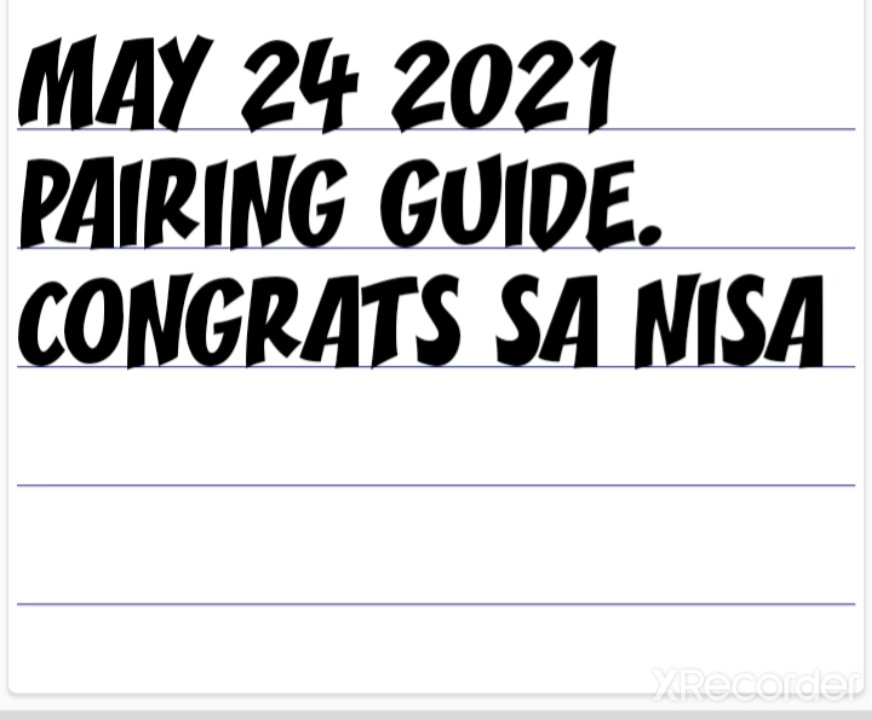 MAY 24 2021
PAIRING GUIDE.
CONGRATS SA NISA
XRecorder